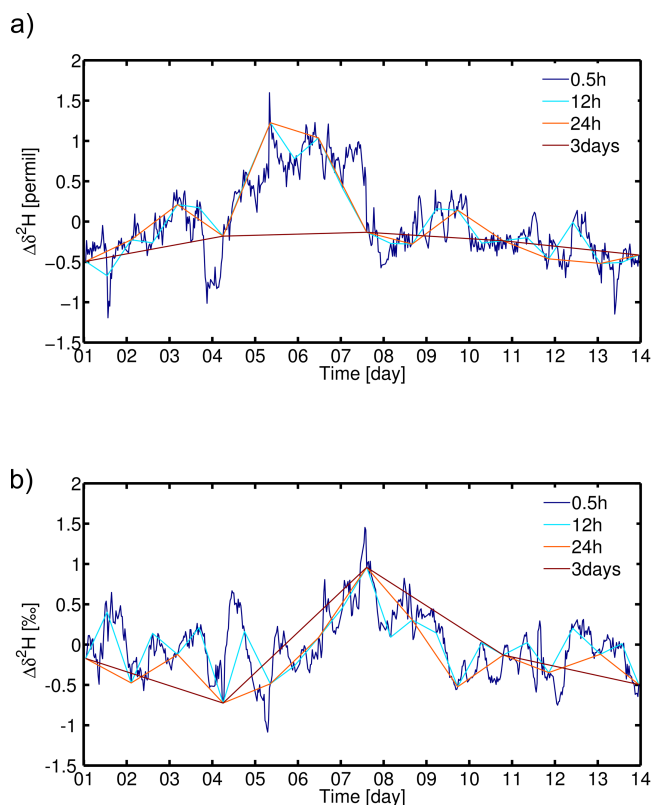 a)
2
1.5
1
0.5
0
−0.5
−1
−1.5
Δδ²H [permil]
0.5h
12h
24h
3days
01 02 03 04 05 06 07 08 09 10 11 12 13 14
Time [day]
b)
2
1.5
1
0.5
0
-0.5
-1
-1.5
Δδ²H [‰]
0.5h
12h
24h
3days
01 02 03 04 05 06 07 08 09 10 11 12 13 14
Time [day]